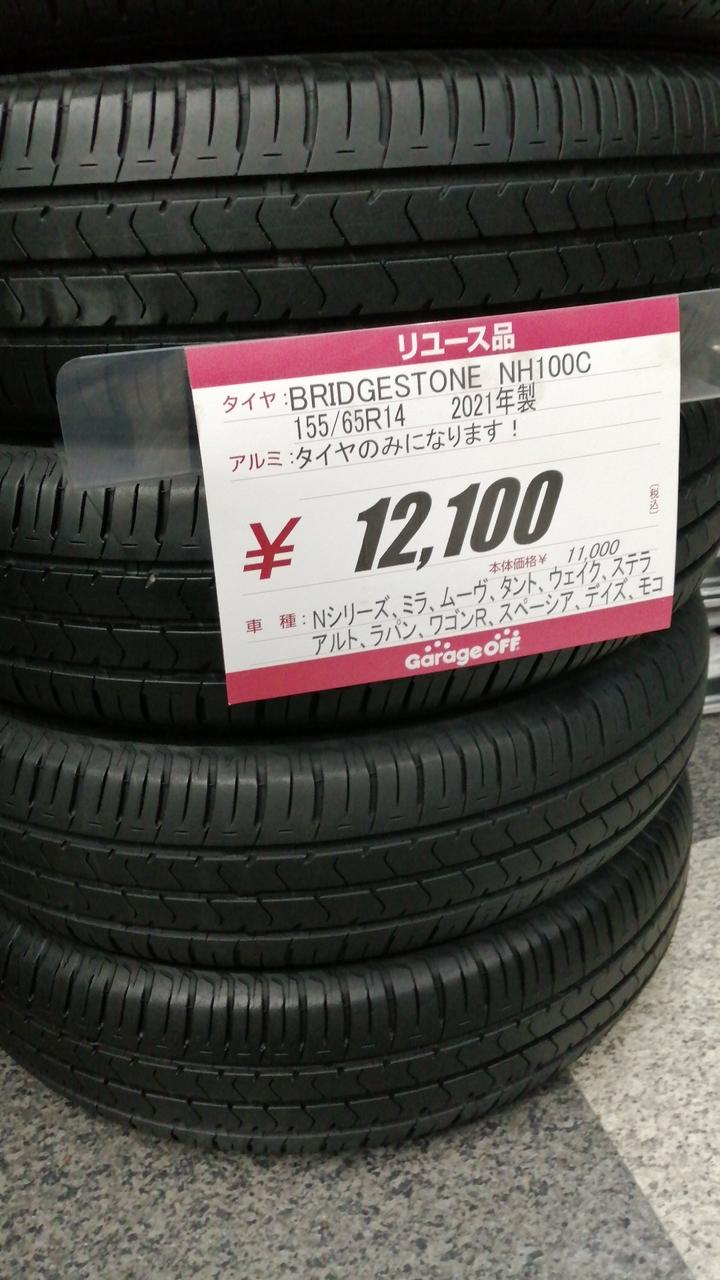 リユース品
タイヤ：BRIDGESTONE NH100C
155/65R14 2021年製
アルミ：タイヤのみになります！
¥ 12,100 〔税込〕
本体価格¥ 11,000
車種：Nシリーズ、ミラ、ムーヴ、タント、ウェイク、ステラ
アルト、ラパン、ワゴンR、スペーシア、デイズ、モコ
GarageOFF